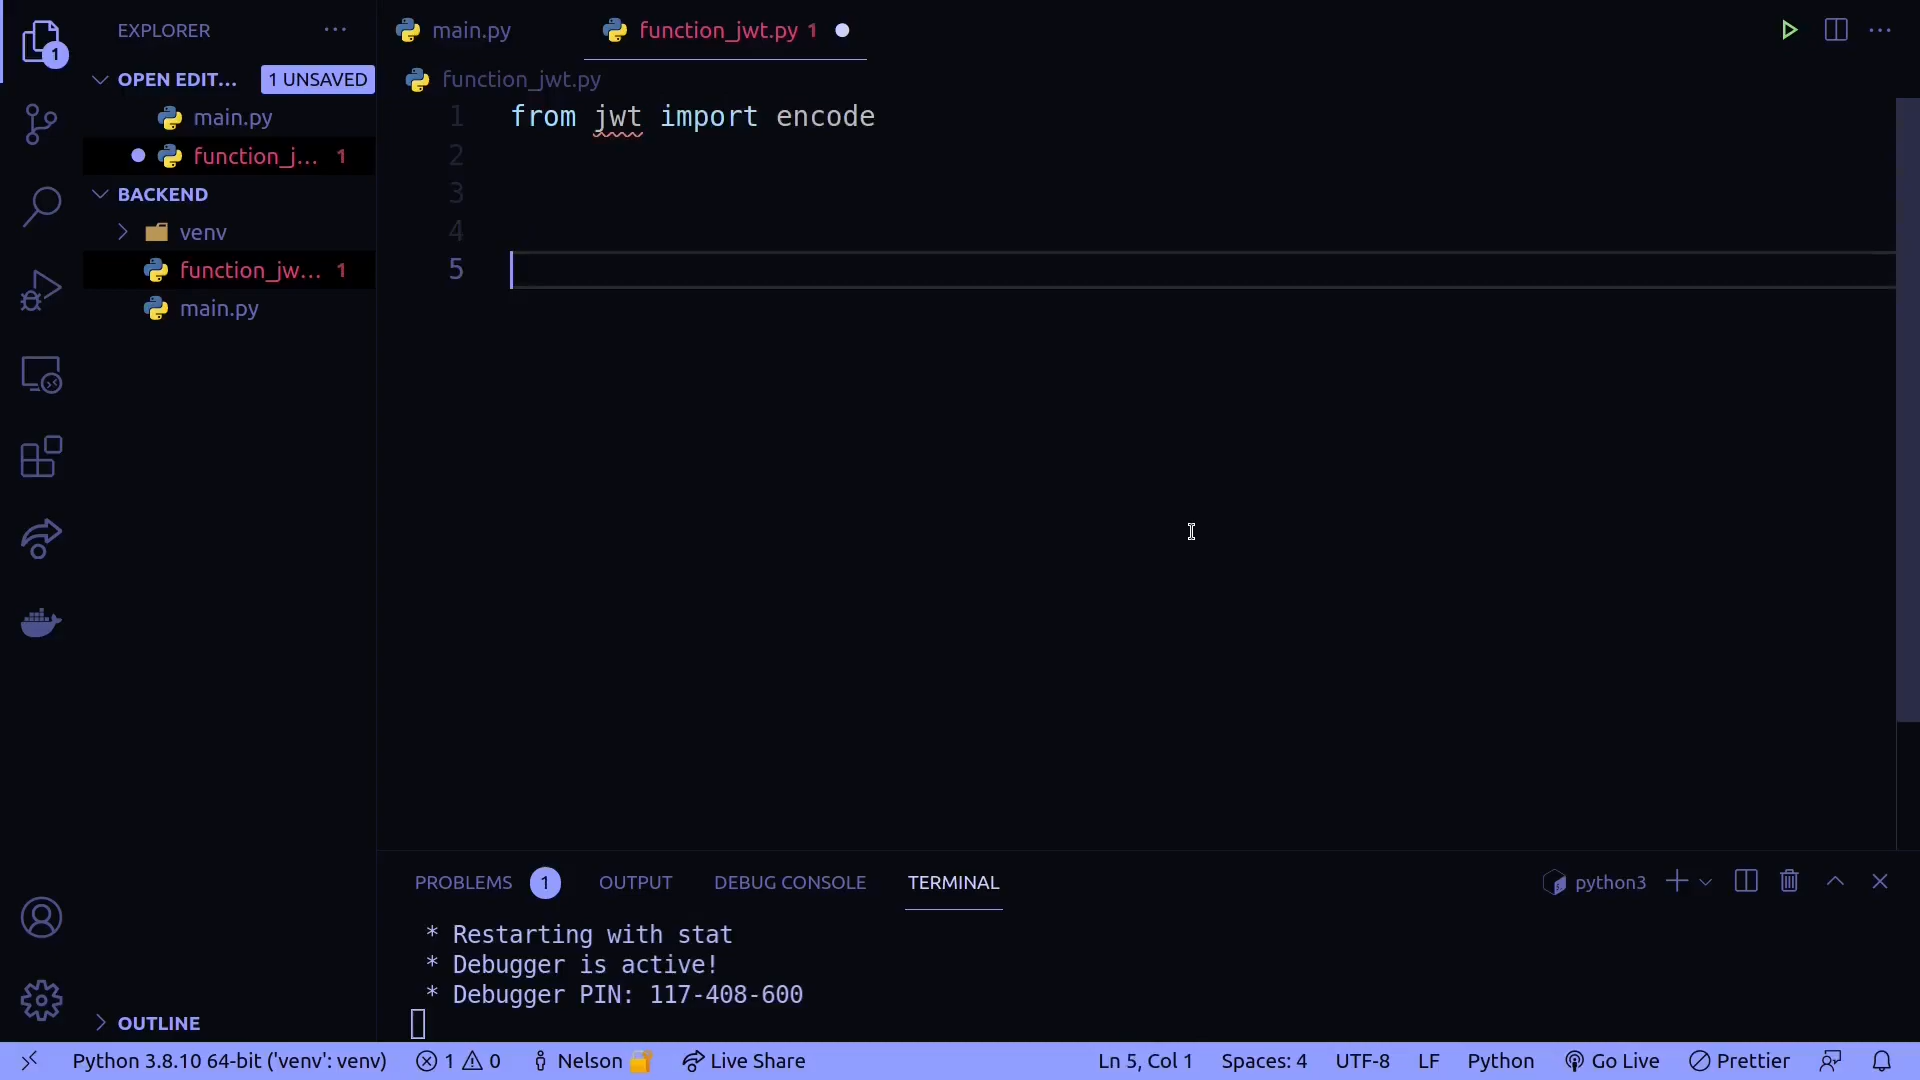 1
EXPLORER ...
OPEN EDIT... 1 UNSAVED
main.py
function_j... 1
BACKEND
venv
function_jw... 1
main.py
OUTLINE
main.py
function_jwt.py 1
...
function_jwt.py
1 from jwt import encode
2
3
4
5
PROBLEMS 1 OUTPUT DEBUG CONSOLE TERMINAL
python3
* Restarting with stat
* Debugger is active!
* Debugger PIN: 117-408-600
Python 3.8.10 64-bit ('venv': venv) 1 0 Nelson Live Share Ln 5, Col 1 Spaces: 4 UTF-8 LF Python Go Live Prettier